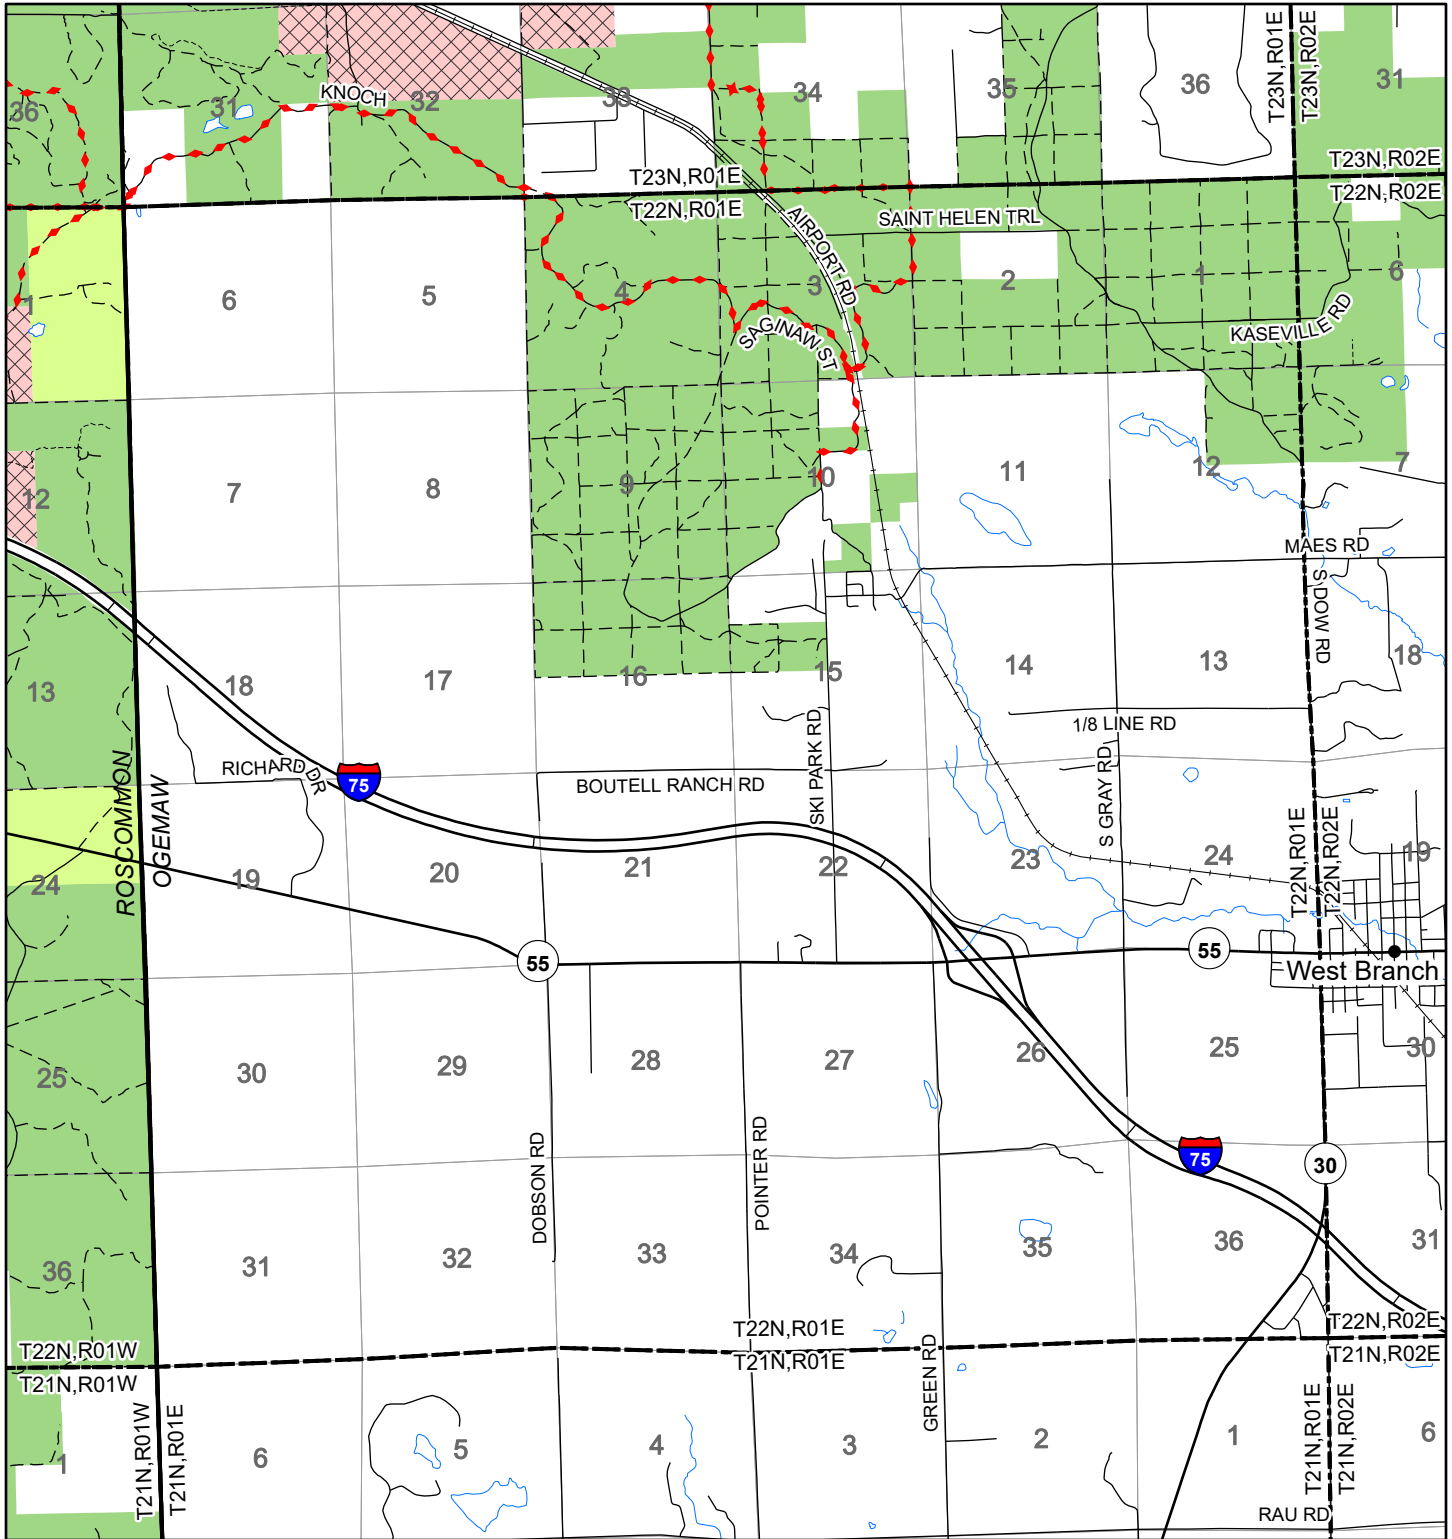 T23N,R01E
T23N,R02E
36
31
KNOCH
32
33
34
35
36
31
T23N,R01E
T22N,R01E
T23N,R02E
T22N,R02E
AIRPORT RD
SAINT HELEN TRL
1
6
5
4
3
2
1
6
SAGINAW ST
KASEVILLE RD
12
7
8
9
10
11
12
7
MAES RD
S DOW RD
13
18
17
16
15
14
13
18
1/8 LINE RD
SKI PARK RD
S GRAY RD
RICHARD DR
75
BOUTELL RANCH RD
ROSCOMMON
OGEMAW
24
19
20
21
22
23
24
19
T22N,R01E
T22N,R02E
55
55
West Branch
25
30
29
28
27
26
25
30
DOBSON RD
POINTER RD
75
30
36
31
32
33
34
35
36
31
T22N,R01W
T21N,R01W
T22N,R01E
T21N,R01E
T22N,R02E
T21N,R02E
GREEN RD
T21N,R01W
T21N,R01E
T21N,R01E
T21N,R02E
1
6
5
4
3
2
1
6
RAU RD